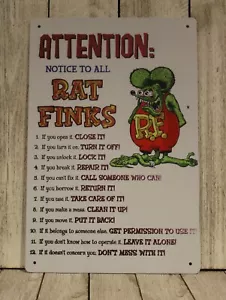 ATTENTION:
NOTICE TO ALL
RAT
FINKS
R.F.
1. If you open it, CLOSE IT!
2. If you turn it on, TURN IT OFF!
3. If you unlock it, LOCK IT!
4. If you break it, REPAIR IT!
5. If you can't fix it, CALL SOMEONE WHO CAN!
6. If you borrow it, RETURN IT!
7. If you use it, TAKE CARE OF IT!
8. If you make a mess, CLEAN IT UP!
9. If you move it, PUT IT BACK!
10. If it belongs to someone else, GET PERMISSION TO USE IT!
11. If you don't know how to operate it, LEAVE IT ALONE!
12. If it doesn't concern you, DON'T MESS WITH IT!